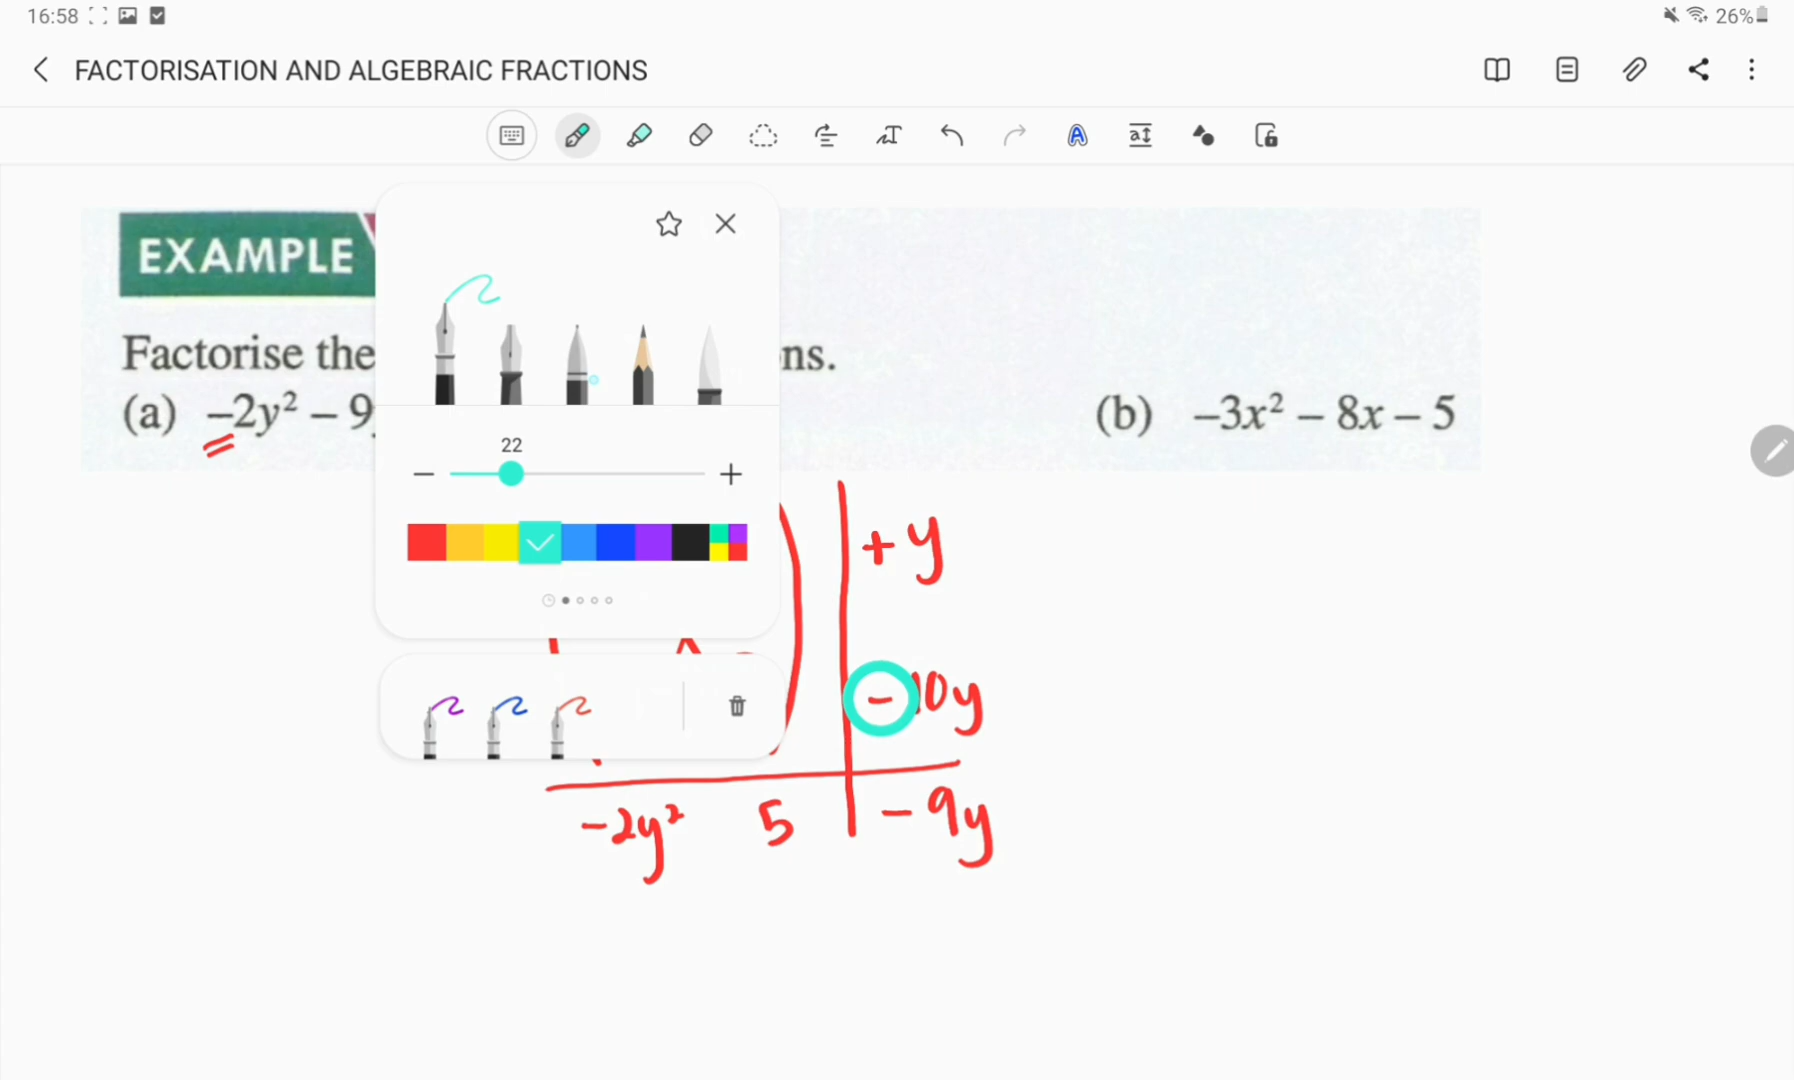 16:58 26%
FACTORISATION AND ALGEBRAIC FRACTIONS
EXAMPLE
Factorise the ns.
(a) –2y² – 9 (b) –3x² – 8x – 5
22
+ y
- 10y
-2y² 5 - 9y